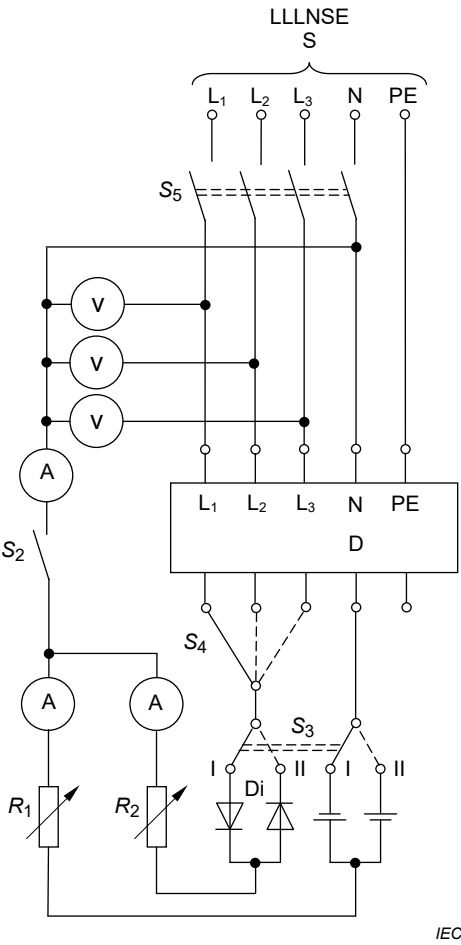 LLLNSE
S
L1 L2 L3 N PE
S5
V
V
V
A
L1 L2 L3 N PE
D
S2
S4
A A
S3
I II I II
Di
R1 R2
IEC